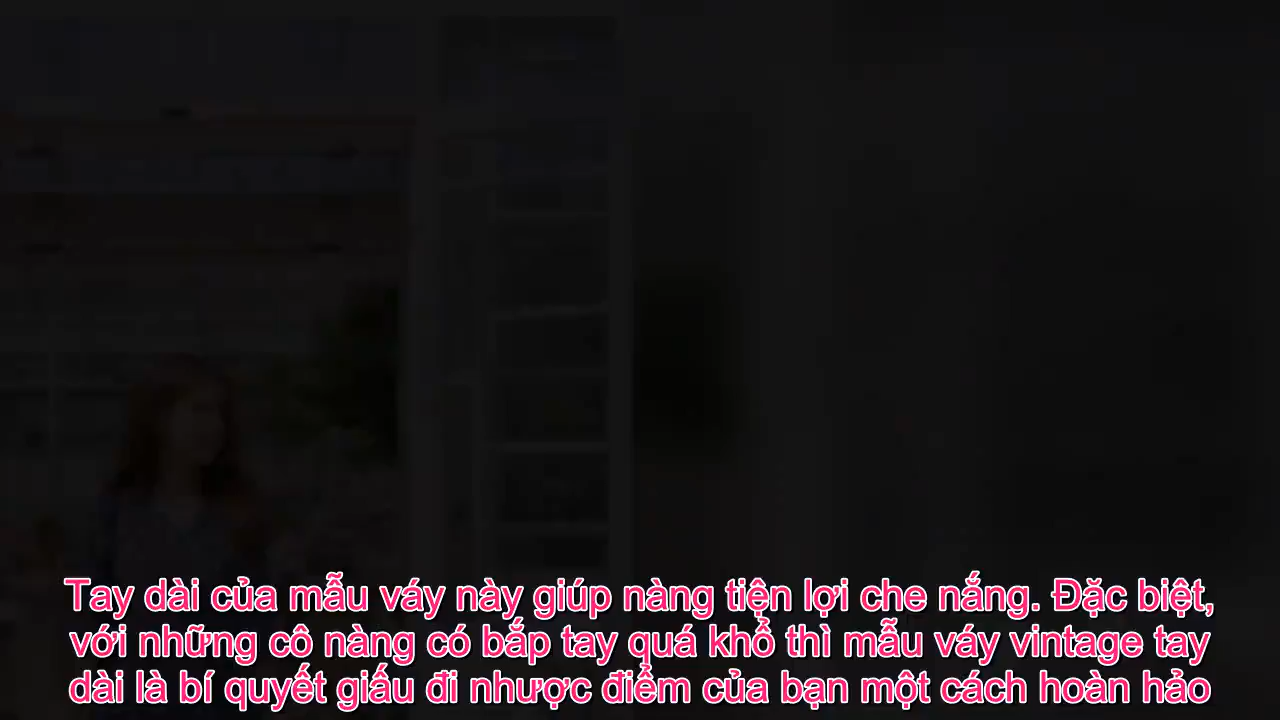 Tay dài của mẫu váy này giúp nàng tiện lợi che nắng. Đặc biệt,
với những cô nàng có bắp tay quá khổ thì mẫu váy vintage tay
dài là bí quyết giấu đi nhược điểm của bạn một cách hoàn hảo